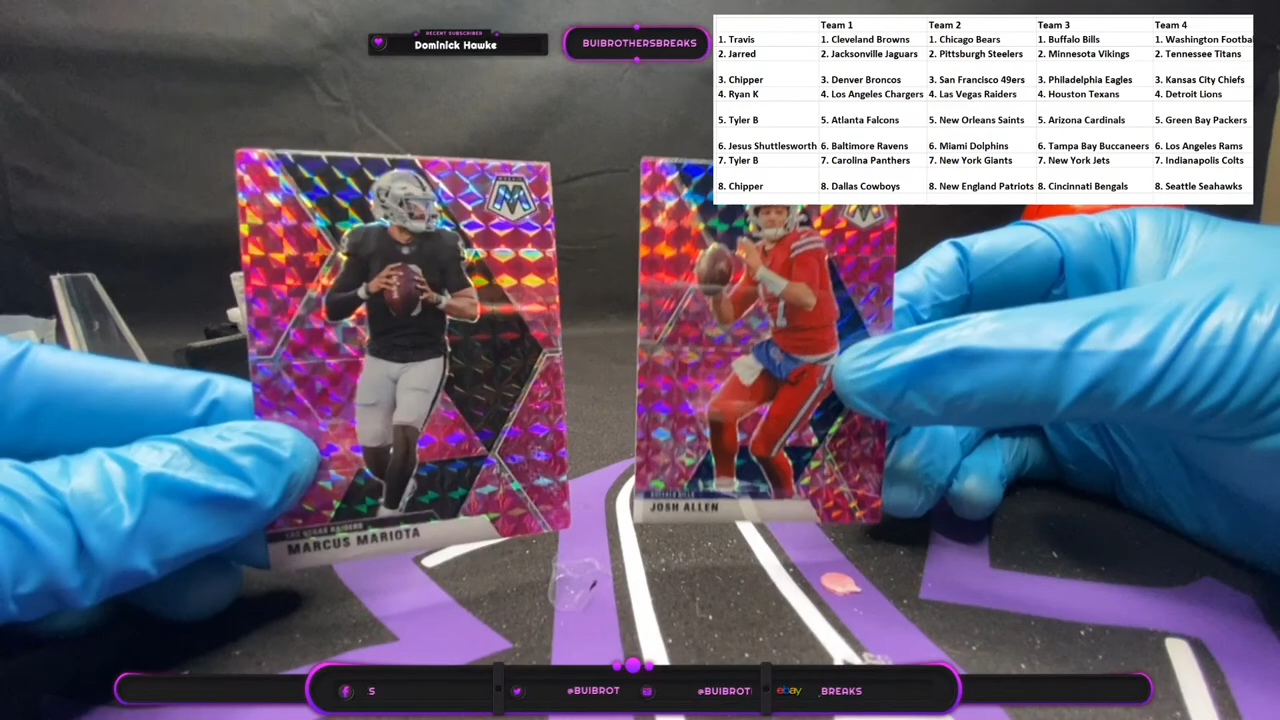 RECENT SUBSCRIBER
Dominick Hawke
BUIBROTHERSBREAKS
Team 1 Team 2 Team 3 Team 4
1. Travis 1. Cleveland Browns 1. Chicago Bears 1. Buffalo Bills 1. Washington Footba
2. Jarred 2. Jacksonville Jaguars 2. Pittsburgh Steelers 2. Minnesota Vikings 2. Tennessee Titans
3. Chipper 3. Denver Broncos 3. San Francisco 49ers 3. Philadelphia Eagles 3. Kansas City Chiefs
4. Ryan K 4. Los Angeles Chargers 4. Las Vegas Raiders 4. Houston Texans 4. Detroit Lions
5. Tyler B 5. Atlanta Falcons 5. New Orleans Saints 5. Arizona Cardinals 5. Green Bay Packers
6. Jesus Shuttlesworth 6. Baltimore Ravens 6. Miami Dolphins 6. Tampa Bay Buccaneers 6. Los Angeles Rams
7. Tyler B 7. Carolina Panthers 7. New York Giants 7. New York Jets 7. Indianapolis Colts
8. Chipper 8. Dallas Cowboys 8. New England Patriots 8. Cincinnati Bengals 8. Seattle Seahawks
MOSAIC
LAS VEGAS RAIDERS
MARCUS MARIOTA
BUFFALO BILLS
JOSH ALLEN
S @BUIBROT @BUIBROT ebay _BREAKS